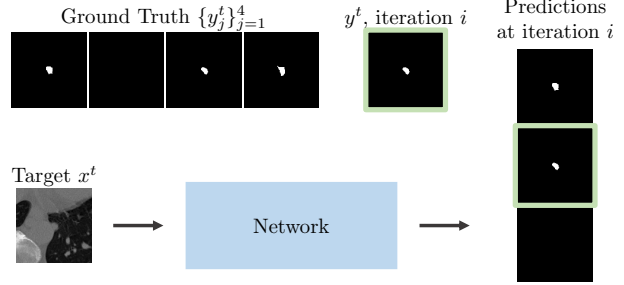 Ground Truth $\{y_j^t\}_{j=1}^4$
$y^t$, iteration $i$
Predictions
at iteration $i$
Target $x^t$
Network